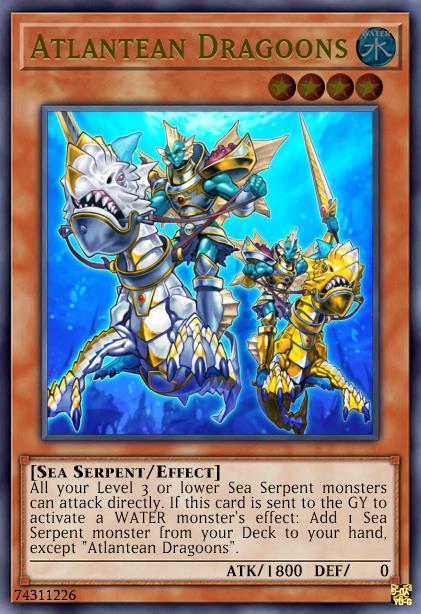 Atlantean Dragoons
WATER
水
[Sea Serpent/Effect]
All your Level 3 or lower Sea Serpent monsters
can attack directly. If this card is sent to the GY to
activate a WATER monster's effect: Add 1 Sea
Serpent monster from your Deck to your hand,
except "Atlantean Dragoons".
ATK/1800 DEF/ 0
74311226